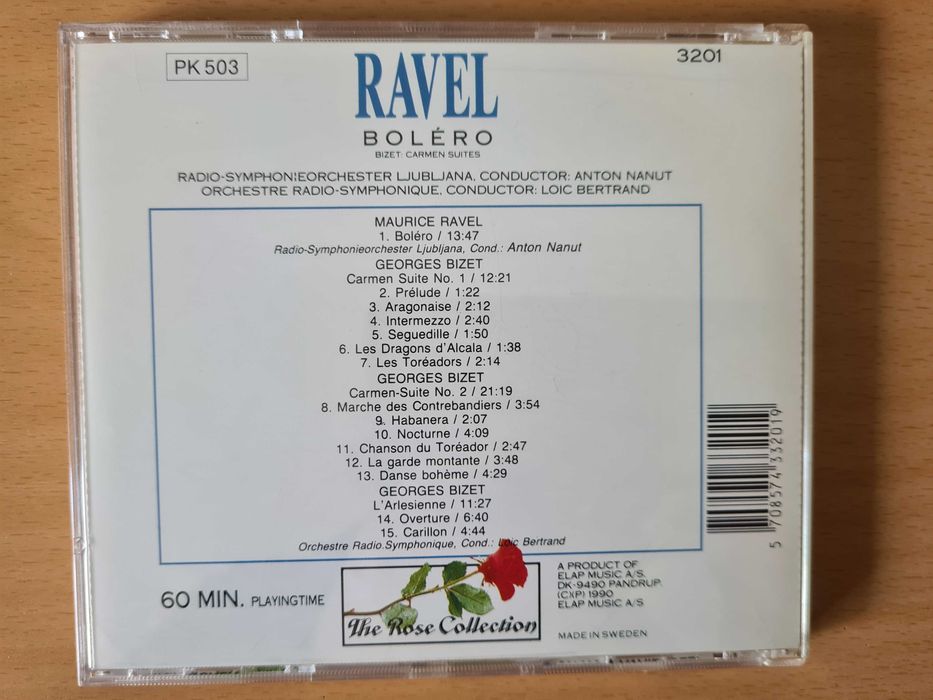 PK 503
3201
RAVEL
BOLÉRO
BIZET: CARMEN SUITES
RADIO-SYMPHONIEORCHESTER LJUBLJANA, CONDUCTOR: ANTON NANUT
ORCHESTRE RADIO-SYMPHONIQUE, CONDUCTOR: LOIC BERTRAND
MAURICE RAVEL
1. Boléro / 13:47
Radio-Symphonieorchester Ljubljana, Cond.: Anton Nanut
GEORGES BIZET
Carmen Suite No. 1 / 12:21
2. Prélude / 1:22
3. Aragonaise / 2:12
4. Intermezzo / 2:40
5. Seguedille / 1:50
6. Les Dragons d'Alcala / 1:38
7. Les Toréadors / 2:14
GEORGES BIZET
Carmen-Suite No. 2 / 21:19
8. Marche des Contrebandiers / 3:54
9. Habanera / 2:07
10. Nocturne / 4:09
11. Chanson du Toréador / 2:47
12. La garde montante / 3:48
13. Danse bohème / 4:29
GEORGES BIZET
L'Arlesienne / 11:27
14. Overture / 6:40
15. Carillon / 4:44
Orchestre Radio.Symphonique, Cond.: Loic Bertrand
5 708574 332019
60 MIN. PLAYINGTIME
The Rose Collection
A PRODUCT OF
ELAP MUSIC A/S.
DK-9490 PANDRUP.
(C)(P) 1990
ELAP MUSIC A/S
MADE IN SWEDEN